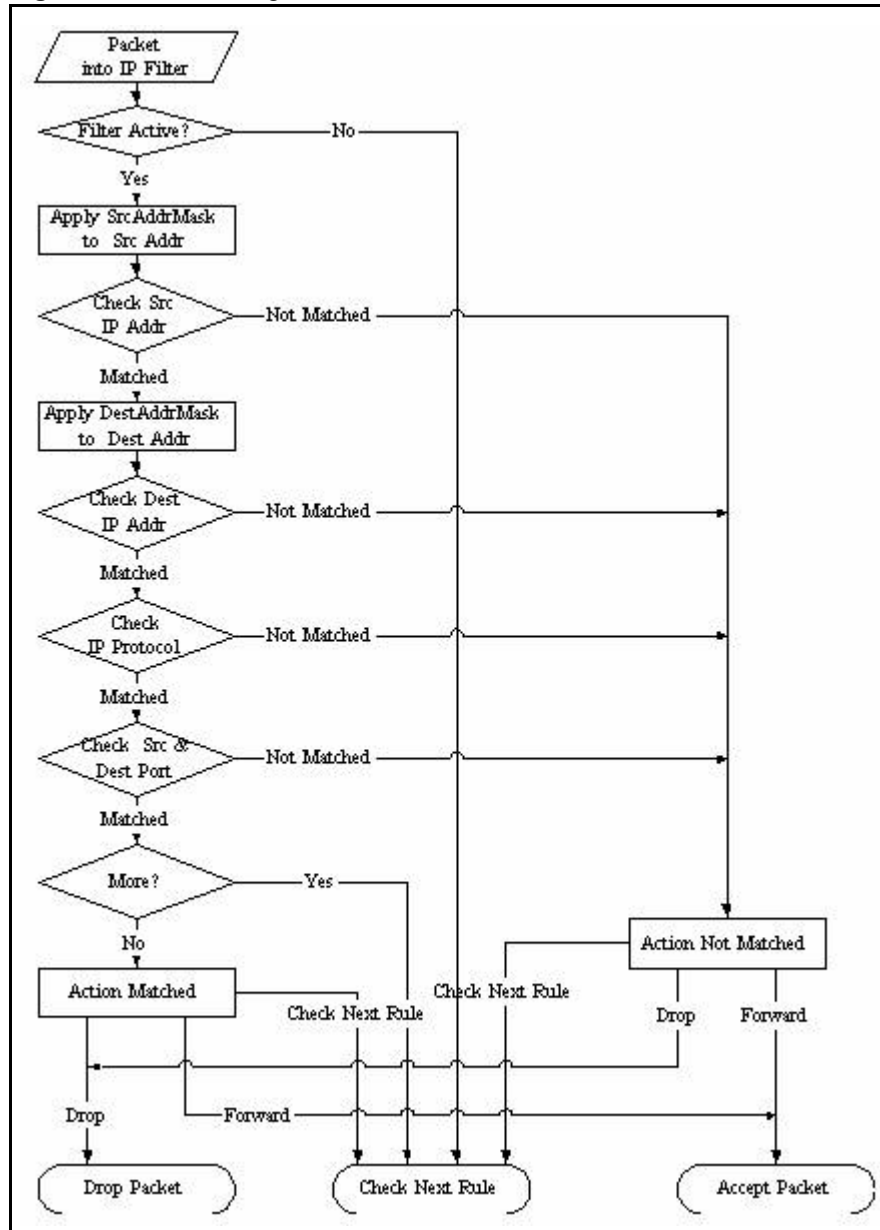 Packet
into IP Filter
Filter Active?
No
Yes
Apply SrcAddrMask
to Src Addr
Check Src
IP Addr
Not Matched
Matched
Apply DestAddrMask
to Dest Addr
Check Dest
IP Addr
Not Matched
Matched
Check
IP Protocol
Not Matched
Matched
Check Src &
Dest Port
Not Matched
Matched
More?
Yes
No
Action Not Matched
Action Matched
Check Next Rule
Check Next Rule
Drop
Forward
Drop
Forward
Drop Packet
Check Next Rule
Accept Packet